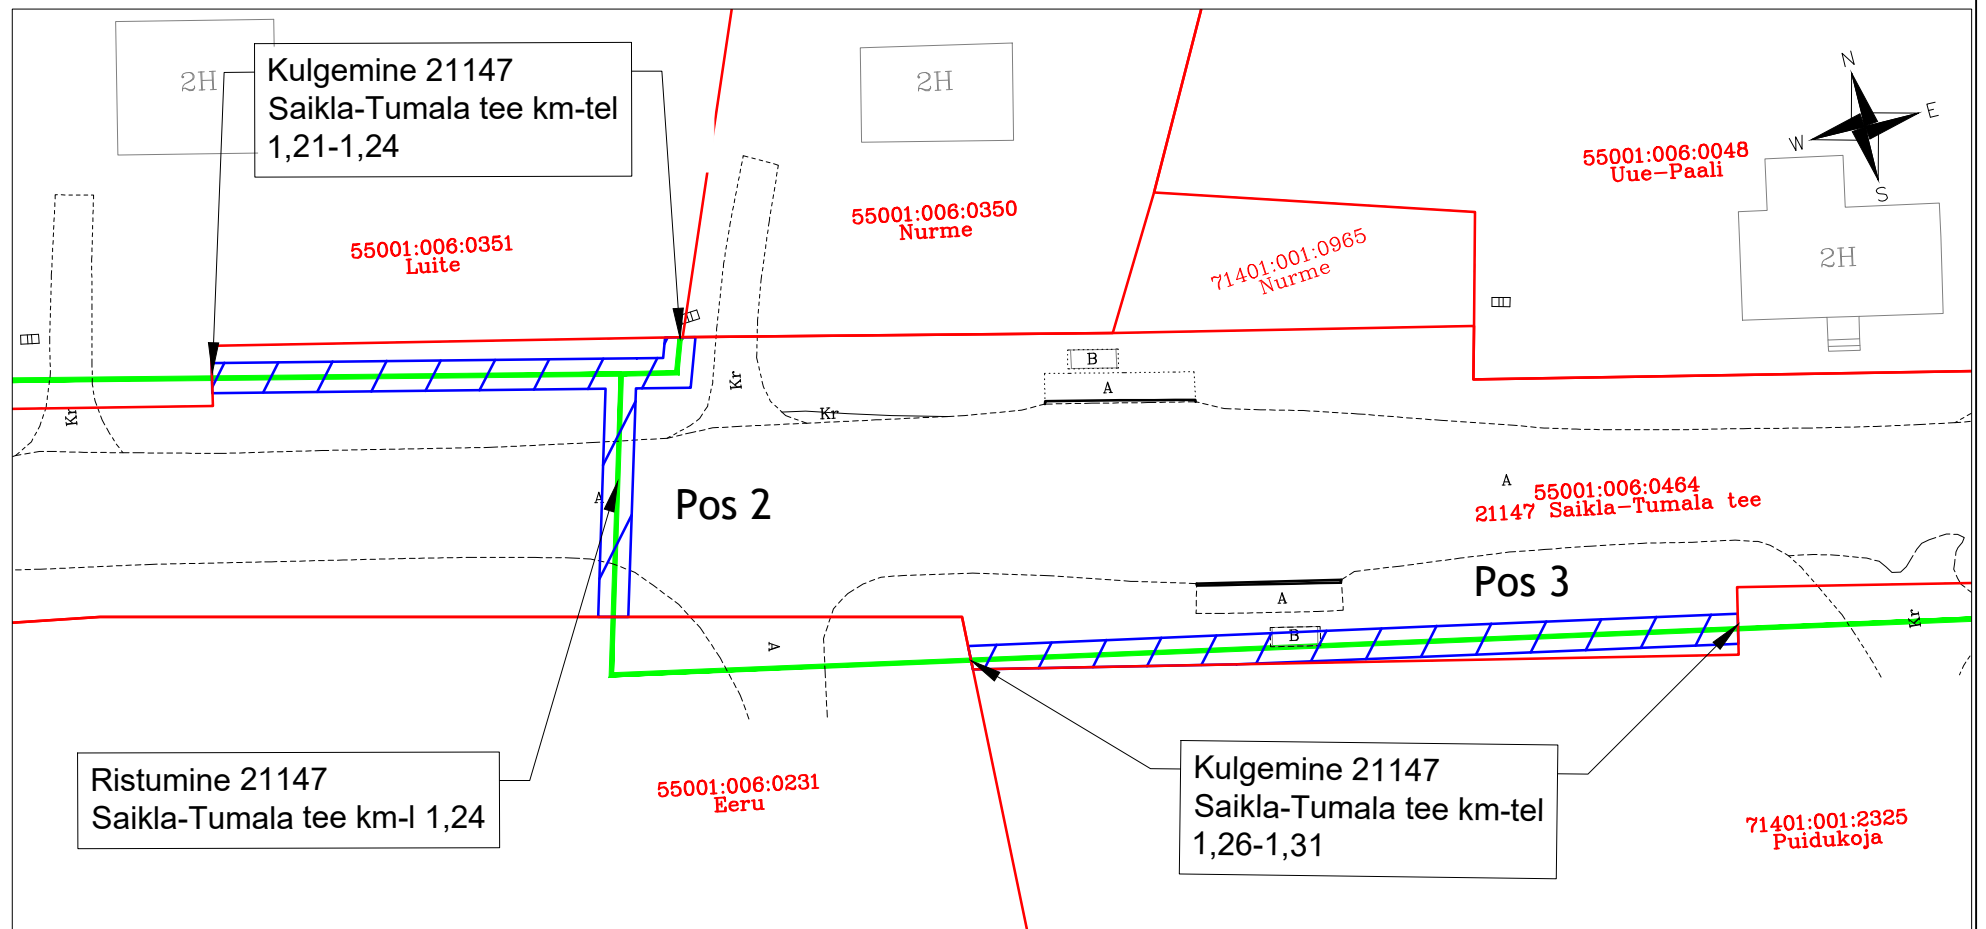 Kulgemine 21147
Saikla-Tumala tee km-tel
1,21-1,24
2H
2H
N
E
W
S
55001:006:0048
Uue-Paali
2H
55001:006:0350
Nurme
55001:006:0351
Luite
71401:001:0965
Nurme
B
A
Kr
Kr
Kr
A
Pos 2
A
55001:006:0464
21147 Saikla-Tumala tee
Pos 3
A
B
A
Kr
Ristumine 21147
Saikla-Tumala tee km-l 1,24
55001:006:0231
Eeru
Kulgemine 21147
Saikla-Tumala tee km-tel
1,26-1,31
71401:001:2325
Puidukoja